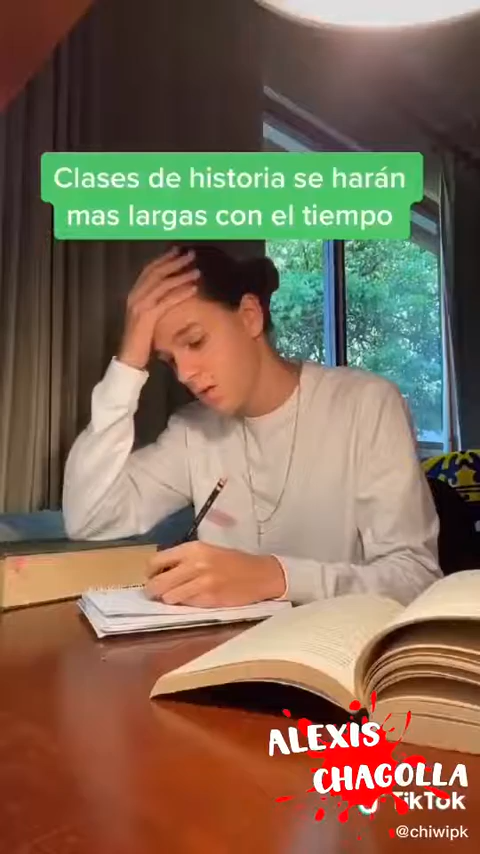 Clases de historia se harán
mas largas con el tiempo
ALEXIS
CHAGOLLA
TikTok
@chiwipk